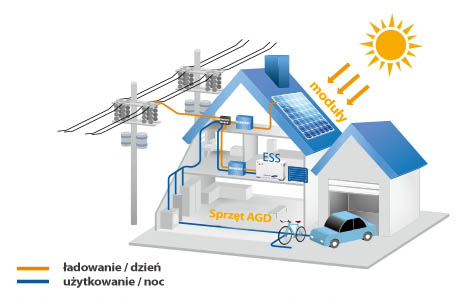 moduły
ESS
Sprzęt AGD
ładowanie / dzień
użytkowanie / noc